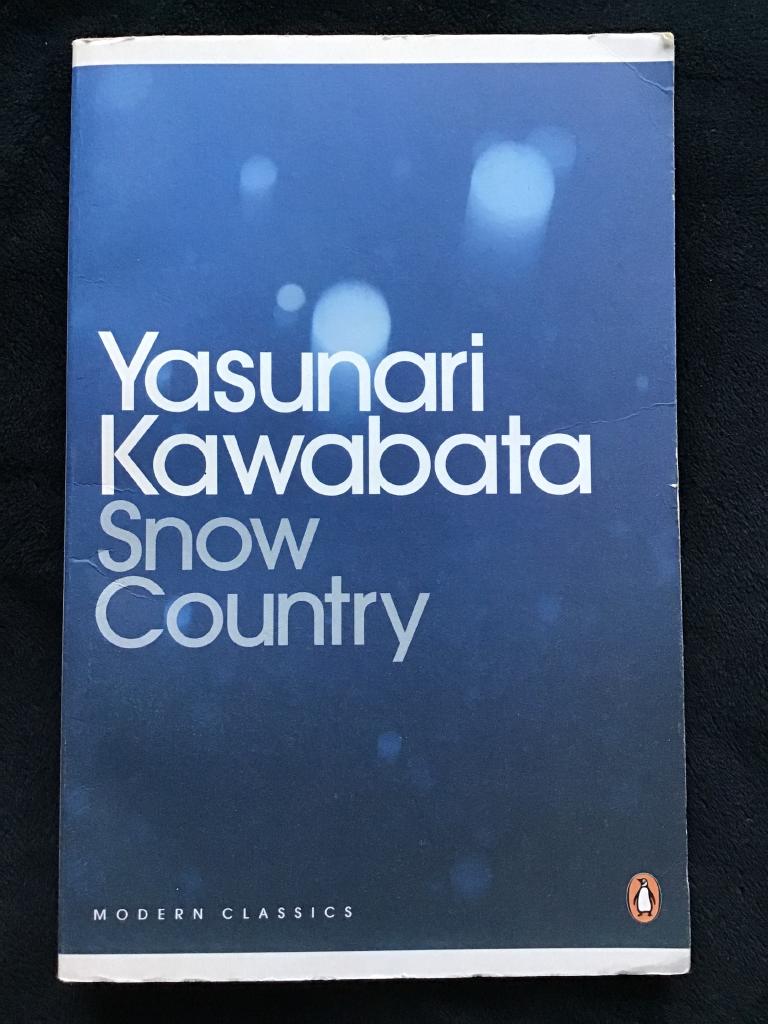 Yasunari
Kawabata
Snow
Country
MODERN CLASSICS